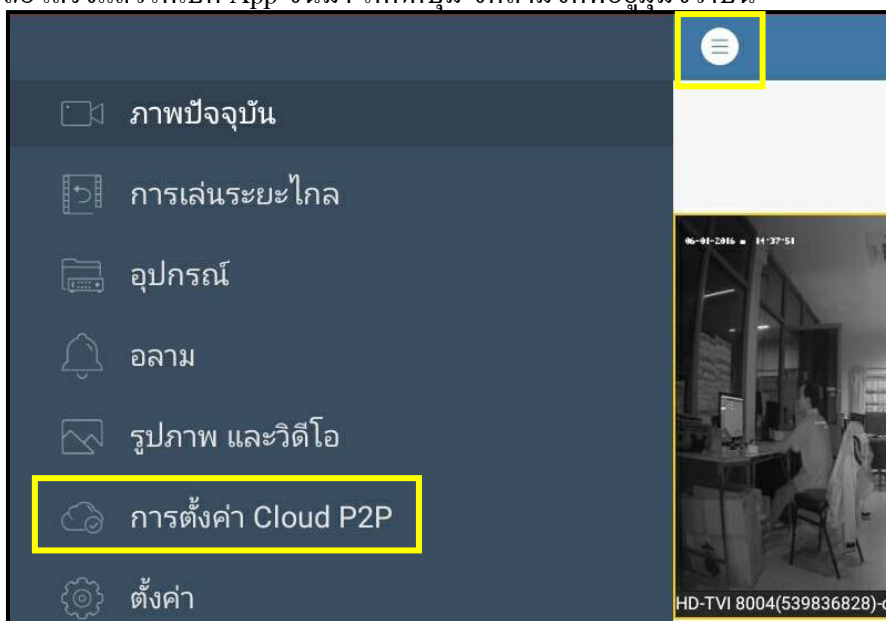 App
ภาพปัจจุบัน
การเล่นระยะไกล
อุปกรณ์
อลาม
รูปภาพ และวิดีโอ
การตั้งค่า Cloud P2P
ตั้งค่า
HD-TVI 8004(539836828)-